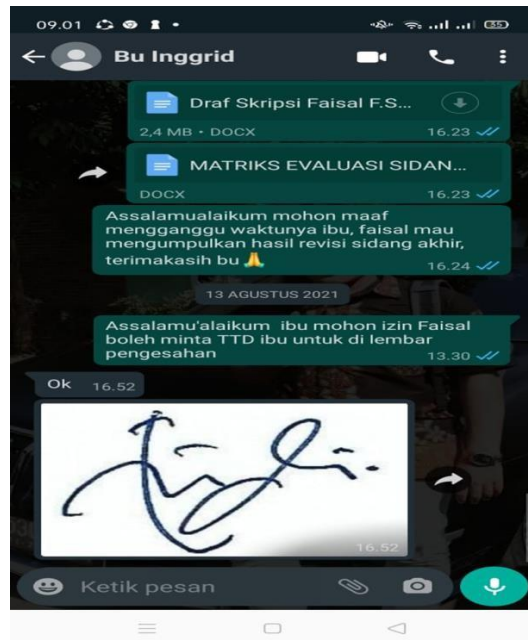 09.01
55
Bu Inggrid
Draf Skripsi Faisal F.S...
2,4 MB • DOCX 16.23
MATRIKS EVALUASI SIDAN...
DOCX 16.23
Assalamualaikum mohon maaf
mengganggu waktunya ibu, faisal mau
mengumpulkan hasil revisi sidang akhir,
terimakasih bu 🙏
16.24
13 AGUSTUS 2021
Assalamu'alaikum ibu mohon izin Faisal
boleh minta TTD ibu untuk di lembar
pengesahan 13.30
Ok 16.52
16.52
Ketik pesan